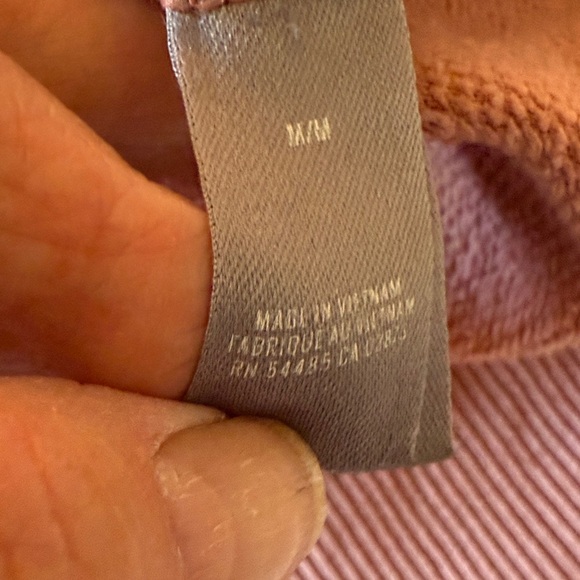 M/M
MADE IN VIETNAM
FABRIQUE AU VIETNAM
RN 54485 CA